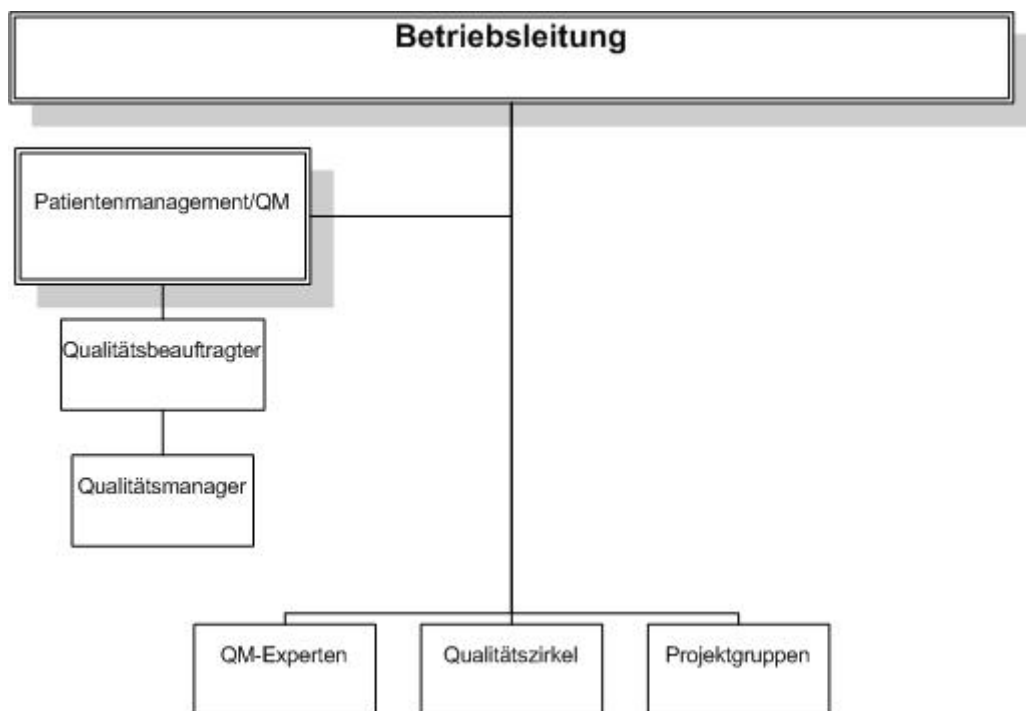 Betriebsleitung
Patientenmanagement/QM
Qualitätsbeauftragter
Qualitätsmanager
QM-Experten
Qualitätszirkel
Projektgruppen